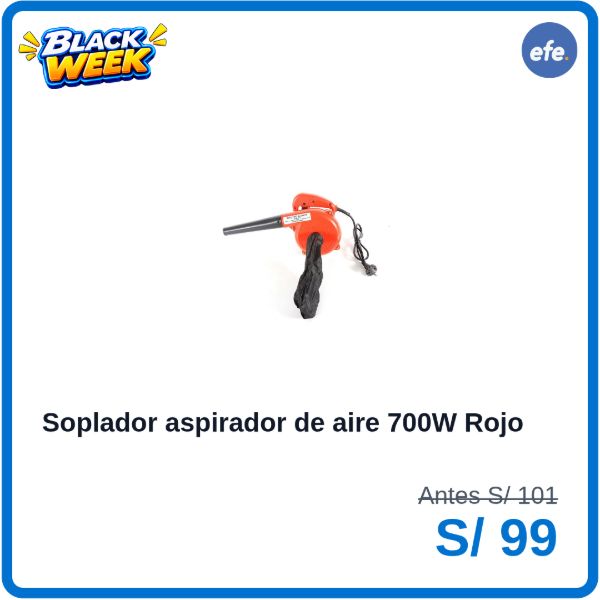 BLACK
WEEK
efe.
Soplador aspirador de aire 700W Rojo
Antes S/ 101
S/ 99